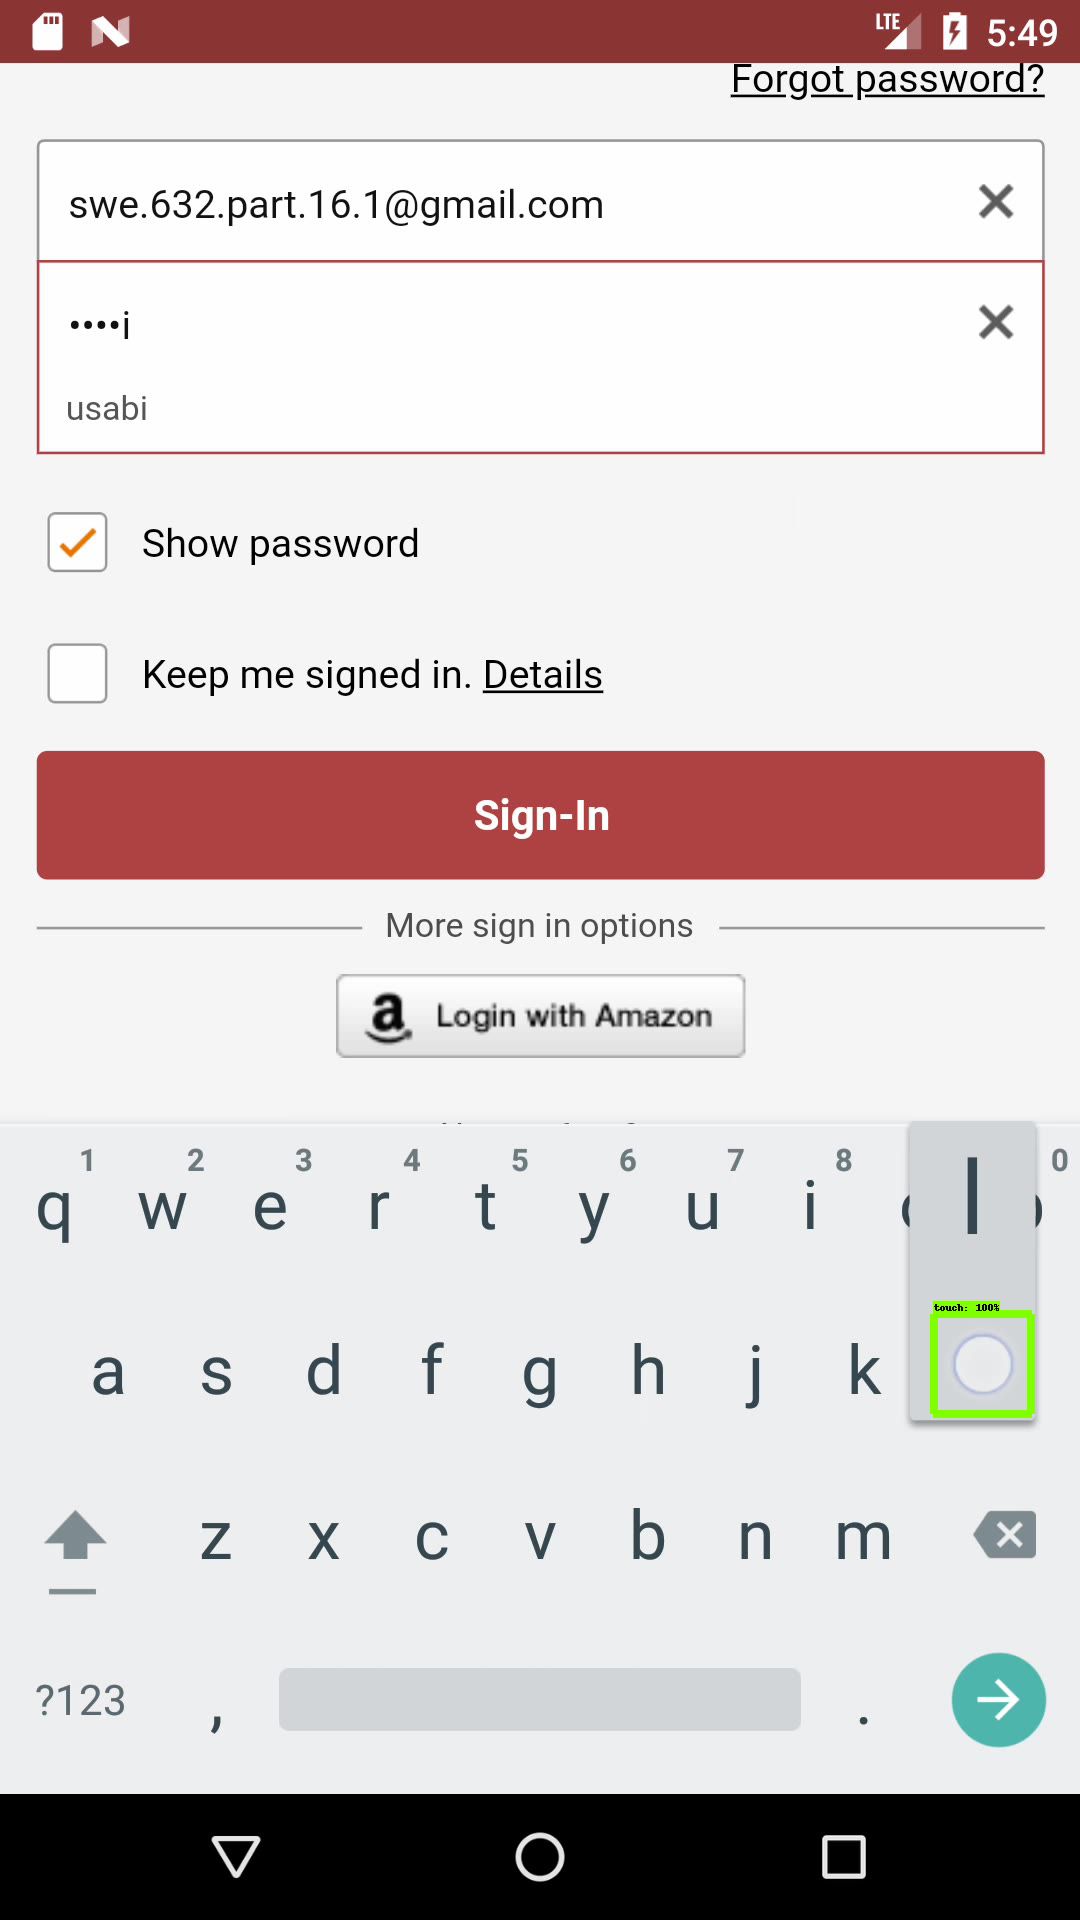 LTE 5:49
Forgot password?
swe.632.part.16.1@gmail.com
••••i
usabi
Show password
Keep me signed in. Details
Sign-In
More sign in options
a Login with Amazon
1 2 3 4 5 6 7 8 0
q w e r t y u i l
touch: 100%
a s d f g h j k
z x c v b n m
?123 , .